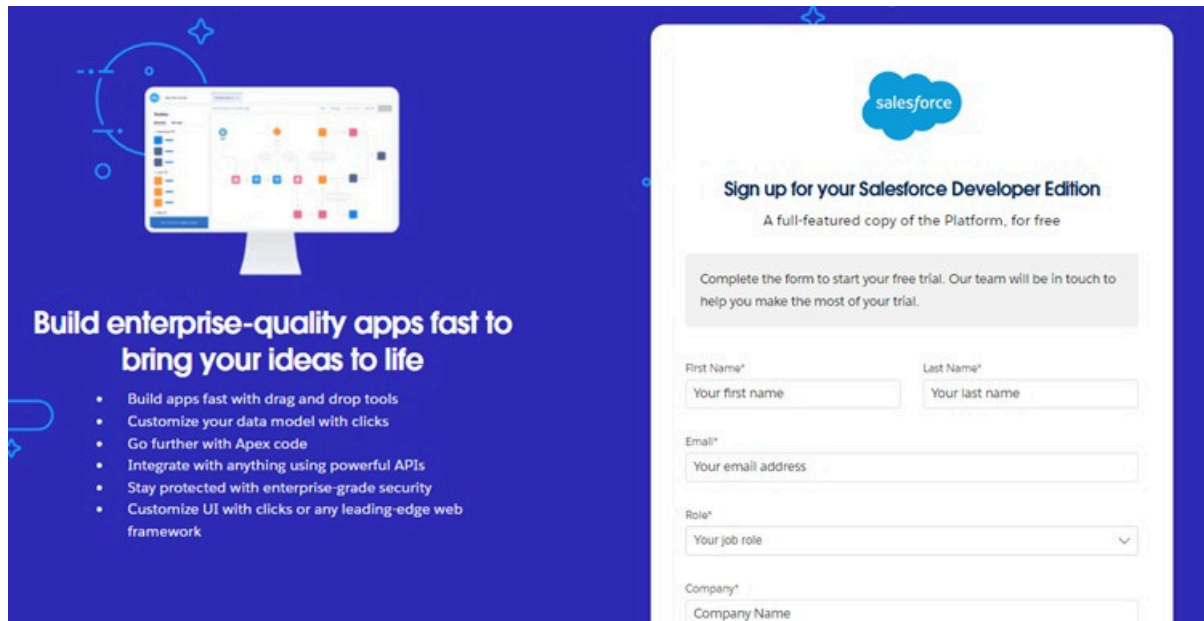 Build enterprise-quality apps fast to
bring your ideas to life
• Build apps fast with drag and drop tools
• Customize your data model with clicks
• Go further with Apex code
• Integrate with anything using powerful APIs
• Stay protected with enterprise-grade security
• Customize UI with clicks or any leading-edge web
framework
salesforce
Sign up for your Salesforce Developer Edition
A full-featured copy of the Platform, for free
Complete the form to start your free trial. Our team will be in touch to
help you make the most of your trial.
First Name* Last Name*
Your first name Your last name
Email*
Your email address
Role*
Your job role
Company*
Company Name